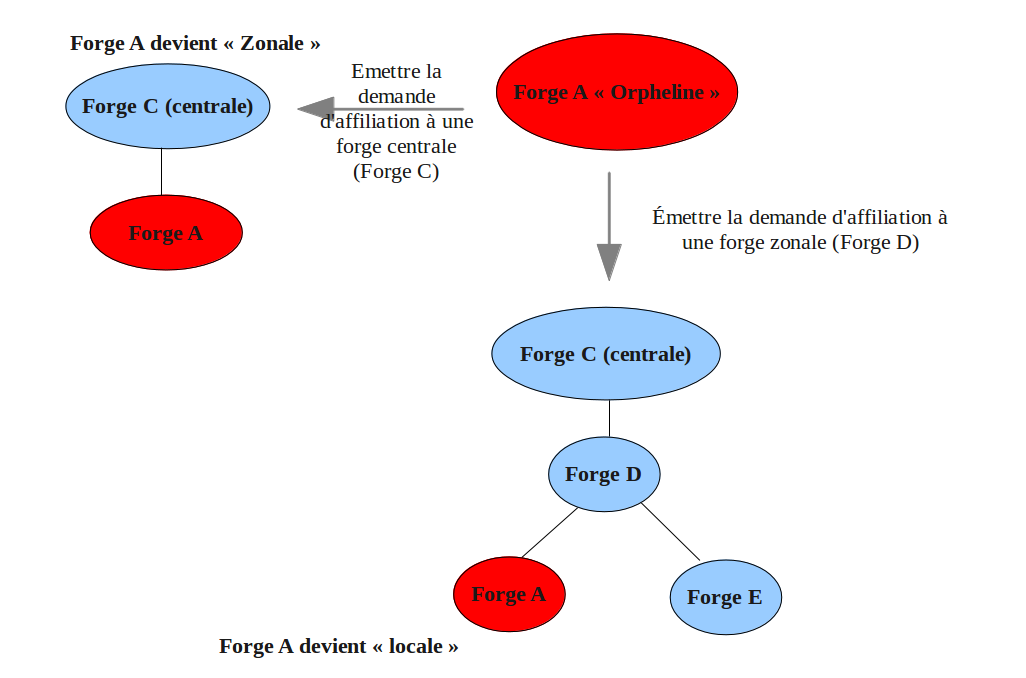 Forge A devient « Zonale »
Forge C (centrale)
Forge A
Emettre la
demande
d'affiliation à une
forge centrale
(Forge C)
Forge A « Orpheline »
Émettre la demande d'affiliation à
une forge zonale (Forge D)
Forge C (centrale)
Forge D
Forge A
Forge E
Forge A devient « locale »